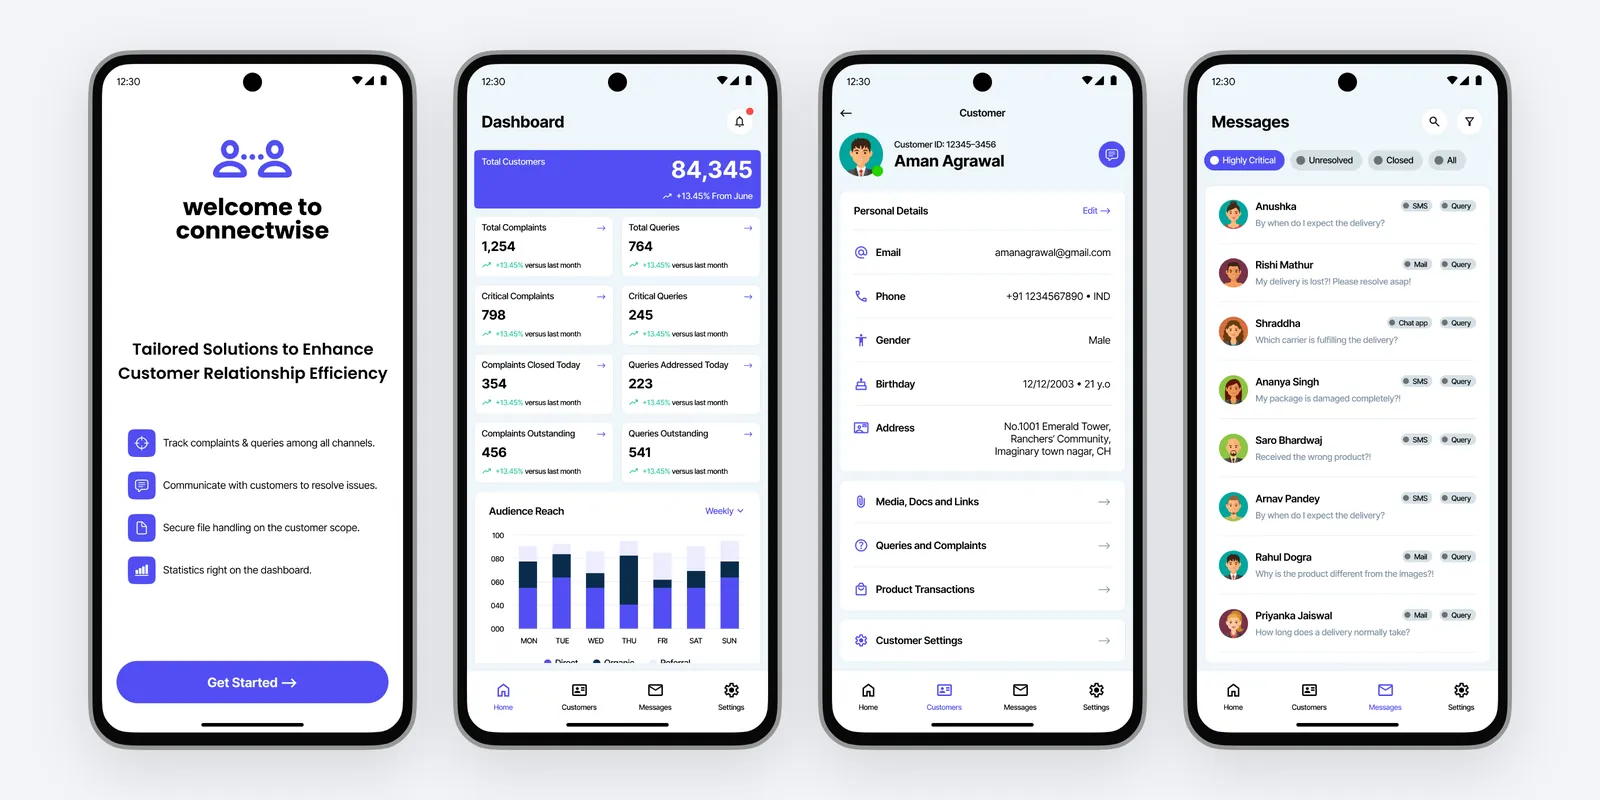 12:30
welcome to
connectwise
Tailored Solutions to Enhance
Customer Relationship Efficiency
Track complaints & queries among all channels.
Communicate with customers to resolve issues.
Secure file handling on the customer scope.
Statistics right on the dashboard.
Get Started
12:30
Dashboard
Total Customers
84,345
+13.45% From June
Total Complaints
1,254
+13.45% versus last month
Total Queries
764
+13.45% versus last month
Critical Complaints
798
+13.45% versus last month
Critical Queries
245
+13.45% versus last month
Complaints Closed Today
354
+13.45% versus last month
Queries Addressed Today
223
+13.45% versus last month
Complaints Outstanding
456
+13.45% versus last month
Queries Outstanding
541
+13.45% versus last month
Audience Reach
Weekly
100
080
060
040
000
MON TUE WED THU FRI SAT SUN
Direct Organic Referral
Home Customers Messages Settings
12:30
Customer
Customer ID: 12345-3456
Aman Agrawal
Personal Details
Edit
Email
amanagrawal@gmail.com
Phone
+91 1234567890 • IND
Gender
Male
Birthday
12/12/2003 • 21 y.o
Address
No.1001 Emerald Tower,
Ranchers' Community,
Imaginary town nagar, CH
Media, Docs and Links
Queries and Complaints
Product Transactions
Customer Settings
Home Customers Messages Settings
12:30
Messages
Highly Critical Unresolved Closed All
Anushka SMS Query
By when do I expect the delivery?
Rishi Mathur Mail Query
My delivery is lost?! Please resolve asap!
Shraddha Chat app Query
Which carrier is fulfilling the delivery?
Ananya Singh SMS Query
My package is damaged completely?!
Saro Bhardwaj SMS Query
Received the wrong product?!
Arnav Pandey SMS Query
By when do I expect the delivery?
Rahul Dogra Mail Query
Why is the product different from the images?!
Priyanka Jaiswal Mail Query
How long does a delivery normally take?
Home Customers Messages Settings